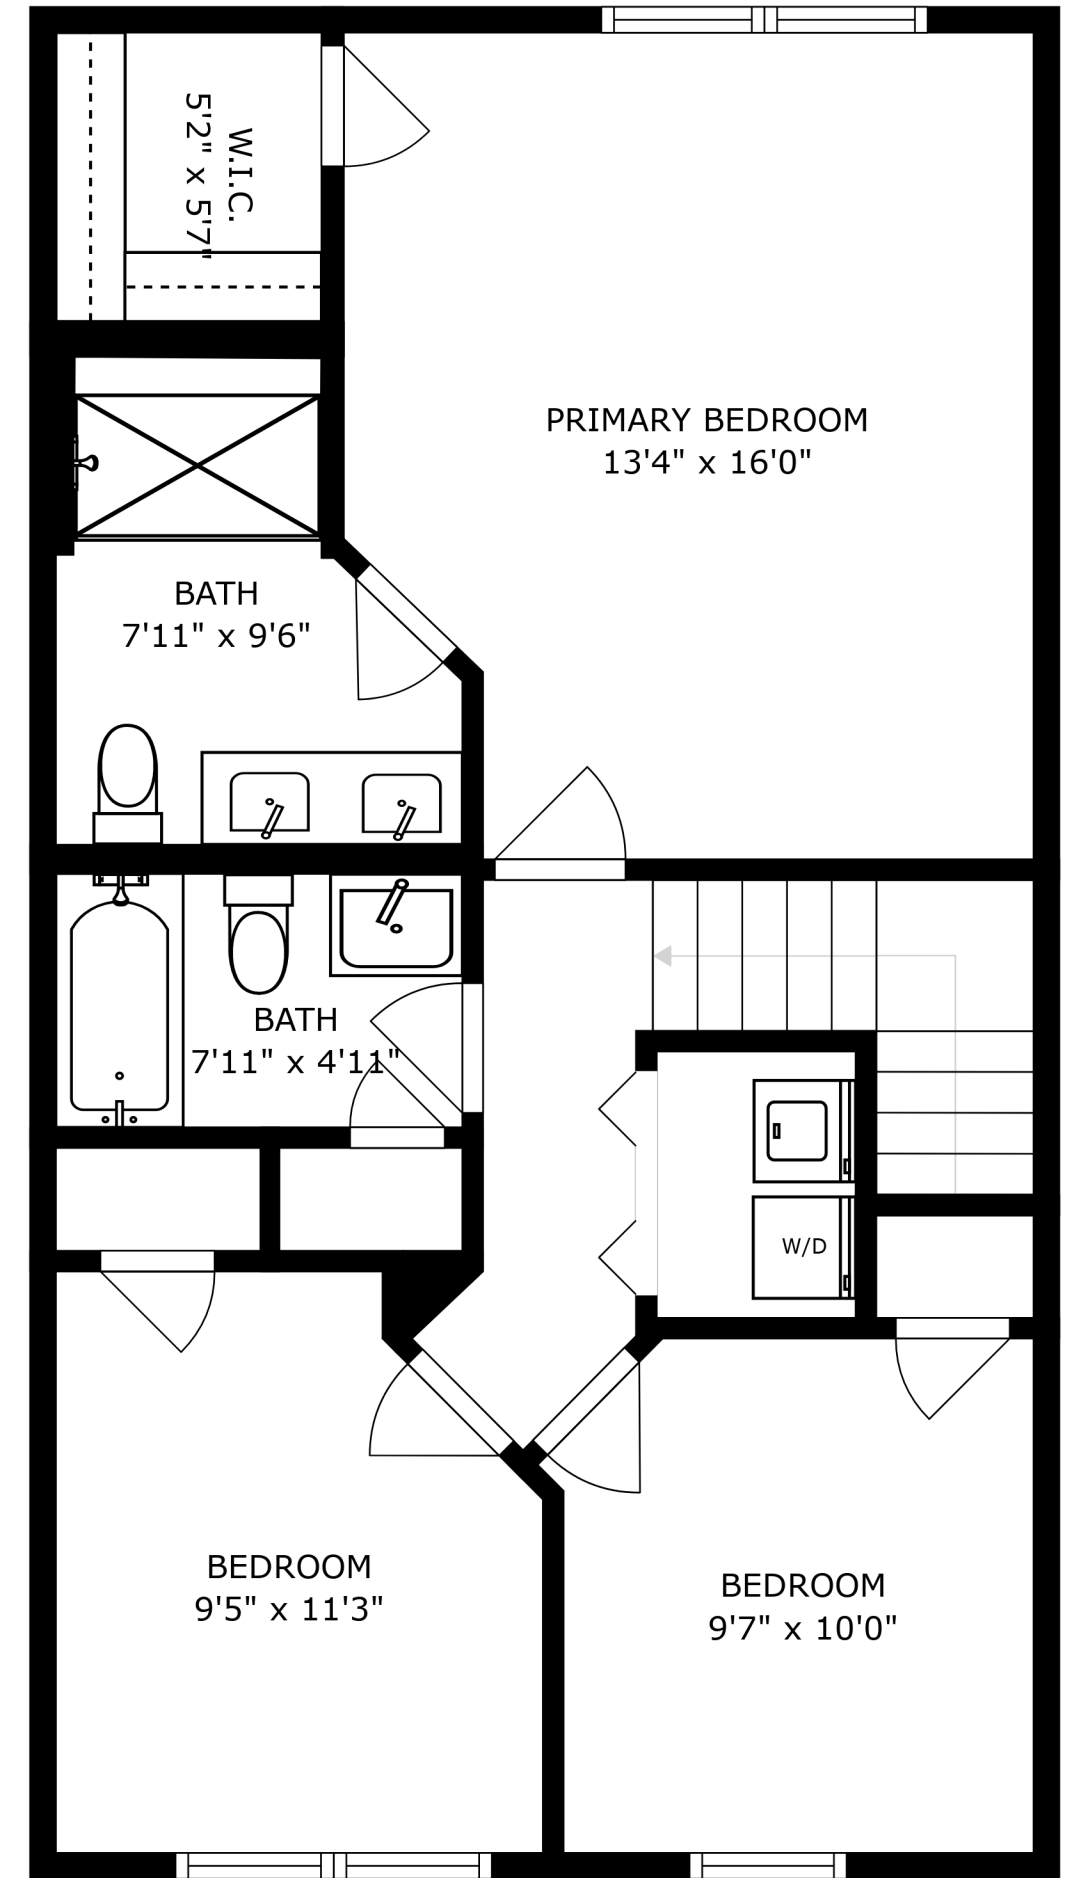 W.I.C.
5'2" x 5'7"
PRIMARY BEDROOM
13'4" x 16'0"
BATH
7'11" x 9'6"
BATH
7'11" x 4'11"
W/D
BEDROOM
9'5" x 11'3"
BEDROOM
9'7" x 10'0"